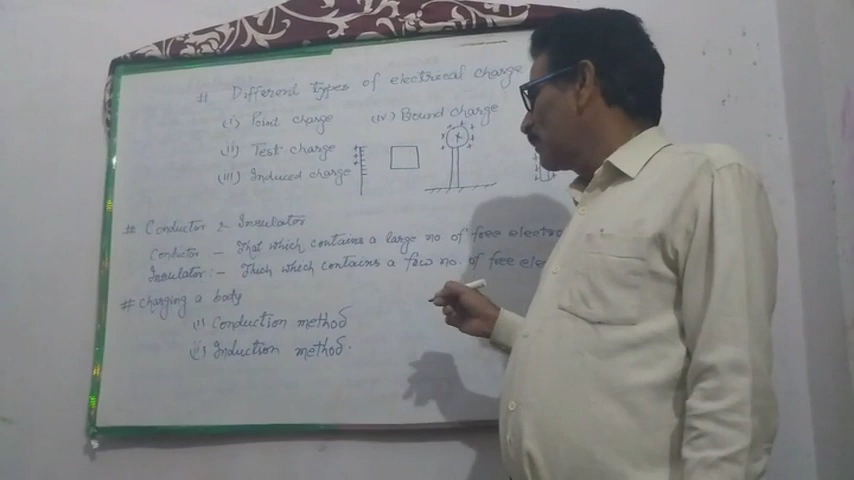 # Different types of electrical charge
(i) Point charge (iv) Bound charge
(ii) Test charge
(iii) Induced charge
# Conductor & Insulator
Conductor - That which contains a large no of free electro
Insulator :- Thich which contains a few no. of free ele
# Charging a body
(i) Conduction method
(ii) Induction method.